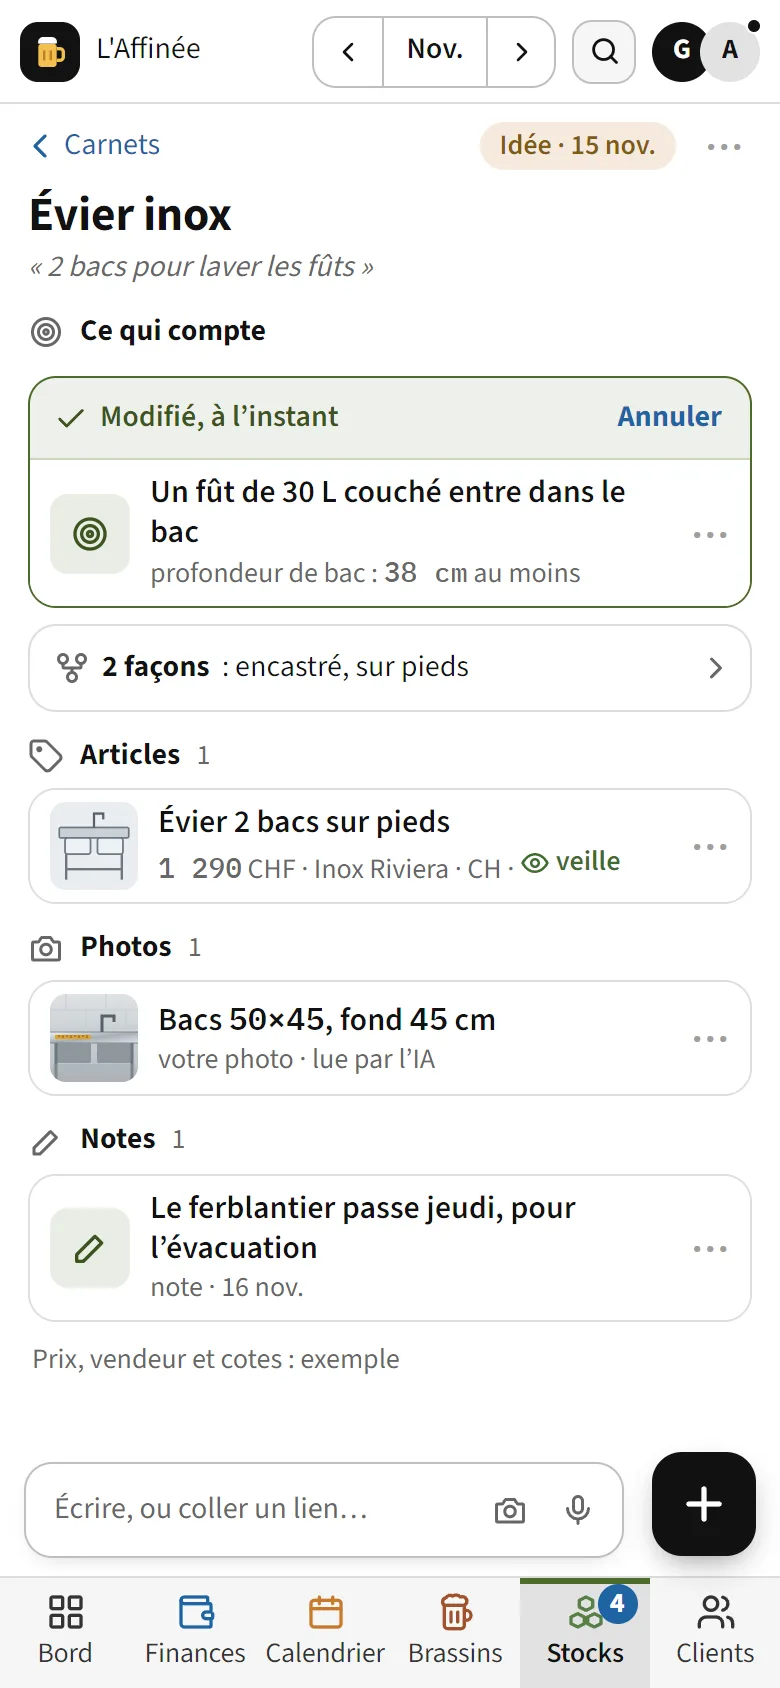 L'Affinée
Nov.
G
A
Carnets
Idée · 15 nov.
Évier inox
« 2 bacs pour laver les fûts »
Ce qui compte
Modifié, à l’instant
Annuler
Un fût de 30 L couché entre dans le
bac
profondeur de bac : 38 cm au moins
2 façons : encastré, sur pieds
Articles 1
Évier 2 bacs sur pieds
1 290 CHF · Inox Riviera · CH · veille
Photos 1
Bacs 50×45, fond 45 cm
votre photo · lue par l’IA
Notes 1
Le ferblantier passe jeudi, pour
l’évacuation
note · 16 nov.
Prix, vendeur et cotes : exemple
Écrire, ou coller un lien…
4
Bord
Finances
Calendrier
Brassins
Stocks
Clients